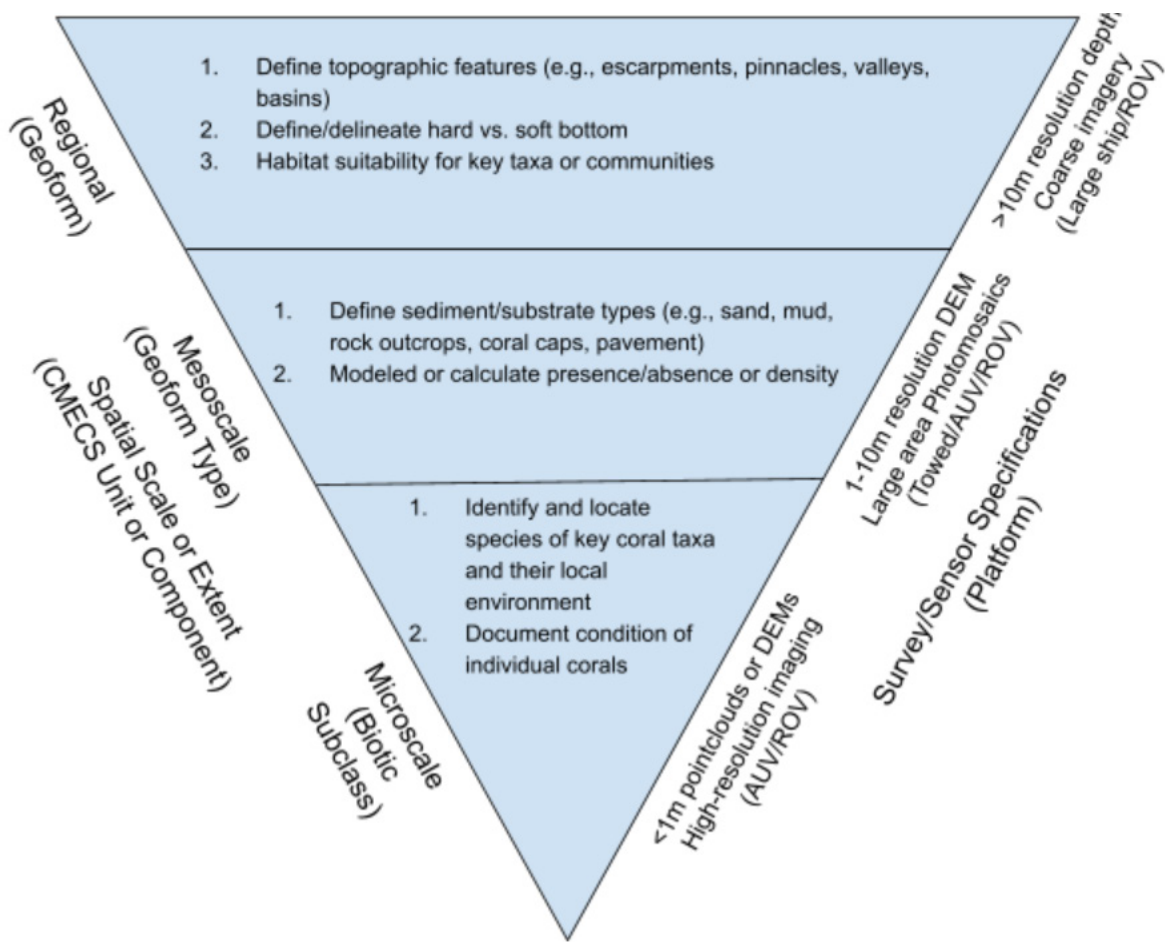 1. Define topographic features (e.g., escarpments, pinnacles, valleys,
basins)
2. Define/delineate hard vs. soft bottom
3. Habitat suitability for key taxa or communities
Regional
(Geoform)
>10m resolution depth
Coarse imagery
(Large ship/ROV)
1. Define sediment/substrate types (e.g., sand, mud,
rock outcrops, coral caps, pavement)
2. Modeled or calculate presence/absence or density
Mesoscale
(Geoform Type)
1-10m resolution DEM
Large area Photomosaics
(Towed/AUV/ROV)
Spatial Scale or Extent
(CMECS Unit or Component)
Survey/Sensor Specifications
(Platform)
1. Identify and locate
species of key coral taxa
and their local
environment
2. Document condition of
individual corals
Microscale
(Biotic
Subclass)
<1m pointclouds or DEMs
High-resolution imaging
(AUV/ROV)